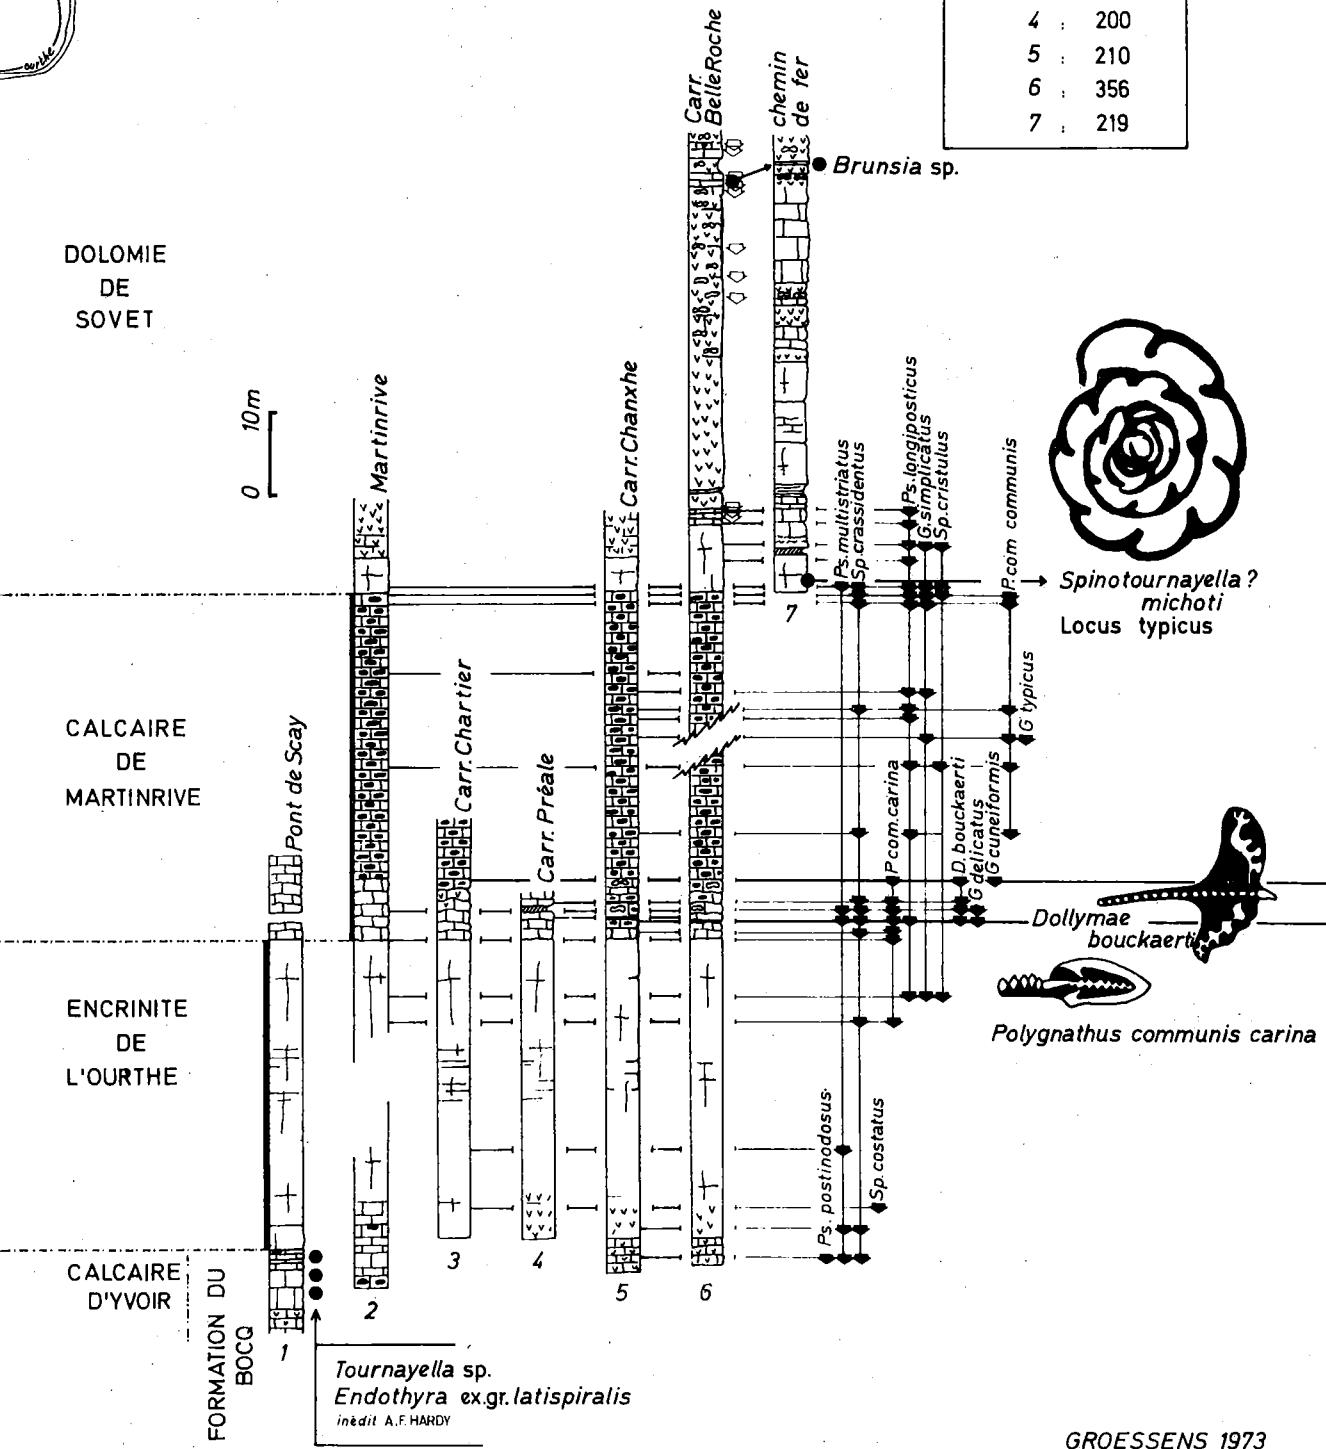 ourthe
4 : 200
5 : 210
6 : 356
7 : 219
Carr. BelleRoche
chemin de fer
Brunsia sp.
DOLOMIE
DE
SOVET
10m
0
Martinrive
Carr. Chanxhe
Ps. multistriatus
Sp. crassidentus
Ps. longiposticus
G. simplicatus
Sp. cristulus
P. com communis
7
Spinotournayella ?
michoti
Locus typicus
CALCAIRE
DE
MARTINRIVE
Pont de Scay
Carr. Chartier
Carr. Préale
P com. carina
D. bouckaerti
G delicatus
G cuneiformis
G typicus
Dollymae
bouckaerti
ENCRINITE
DE
L'OURTHE
Polygnathus communis carina
Ps. postinodosus
Sp. costatus
CALCAIRE
D'YVOIR
FORMATION DU
BOCQ
1
2
3
4
5
6
Tournayella sp.
Endothyra ex.gr. latispiralis
inédit A.F. HARDY
GROESSENS 1973